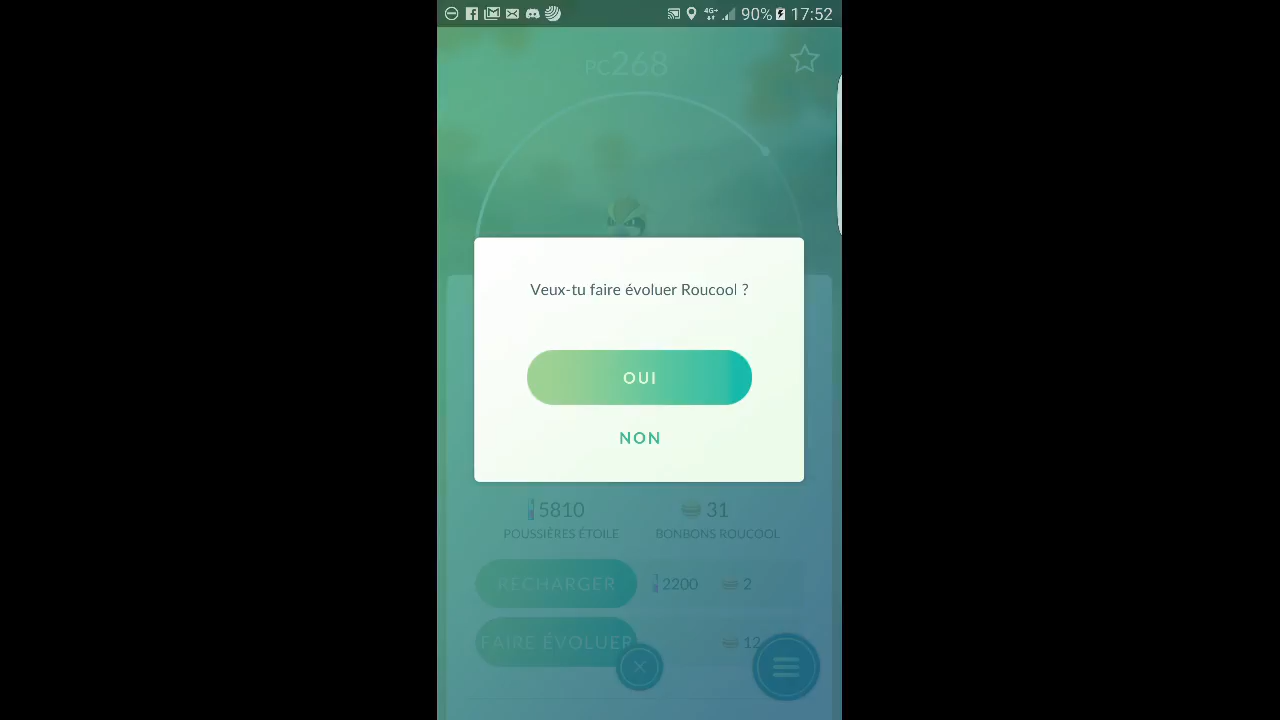 4G+ 90% 17:52
PC268
Veux-tu faire évoluer Roucool ?
OUI
NON
5810 31
POUSSIÈRES ÉTOILE BONBONS ROUCOOL
RECHARGER 2200 2
FAIRE ÉVOLUER 12